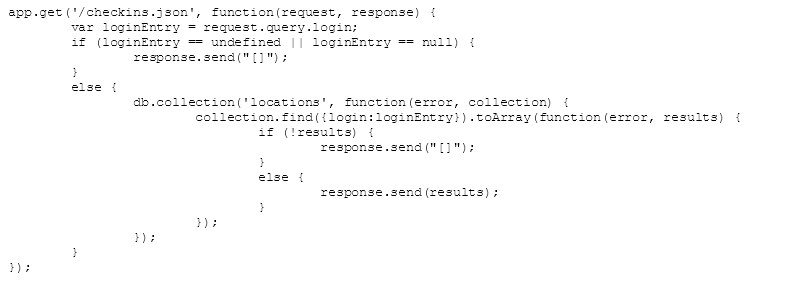 app.get('/checkins.json', function(request, response) {
        var loginEntry = request.query.login;
        if (loginEntry == undefined || loginEntry == null) {
                response.send("[]");
        }
        else {
                db.collection('locations', function(error, collection) {
                        collection.find({login:loginEntry}).toArray(function(error, results) {
                                if (!results) {
                                        response.send("[]");
                                }
                                else {
                                        response.send(results);
                                }
                        });
                });
        }
});